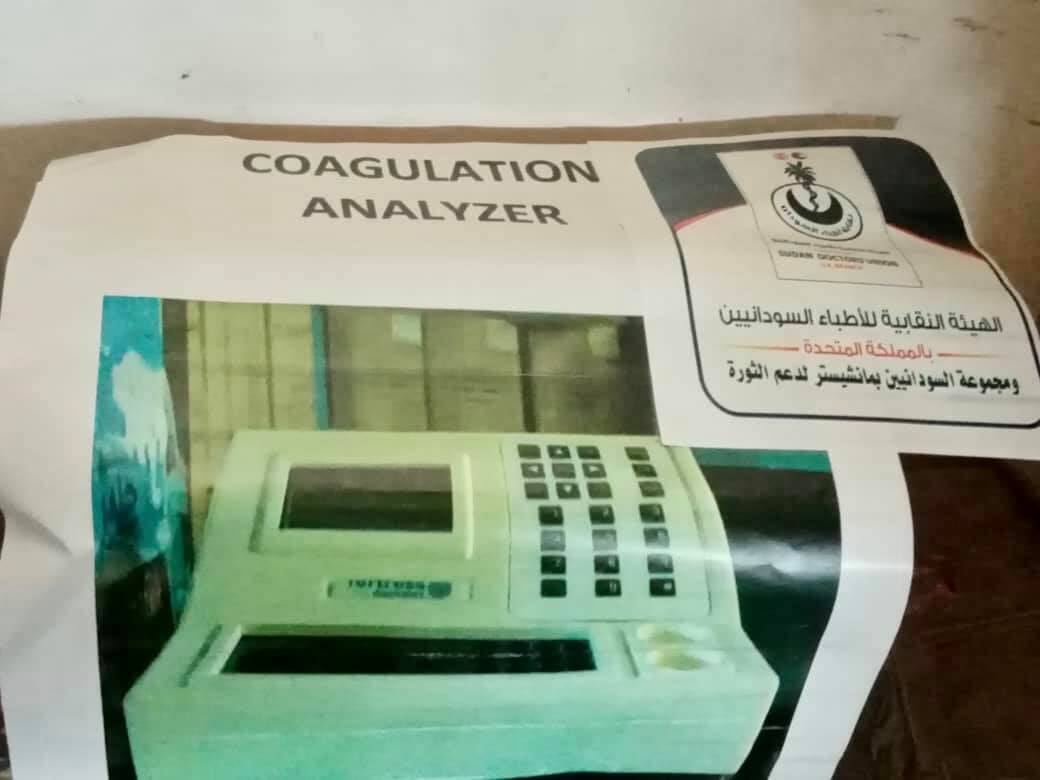 COAGULATION
ANALYZER
SUDAN DOCTORS UNION
الهيئة النقابية للأطباء السودانيين
بالمملكة المتحدة
ومجموعة السودانيين بمانشيستر لدعم الثورة